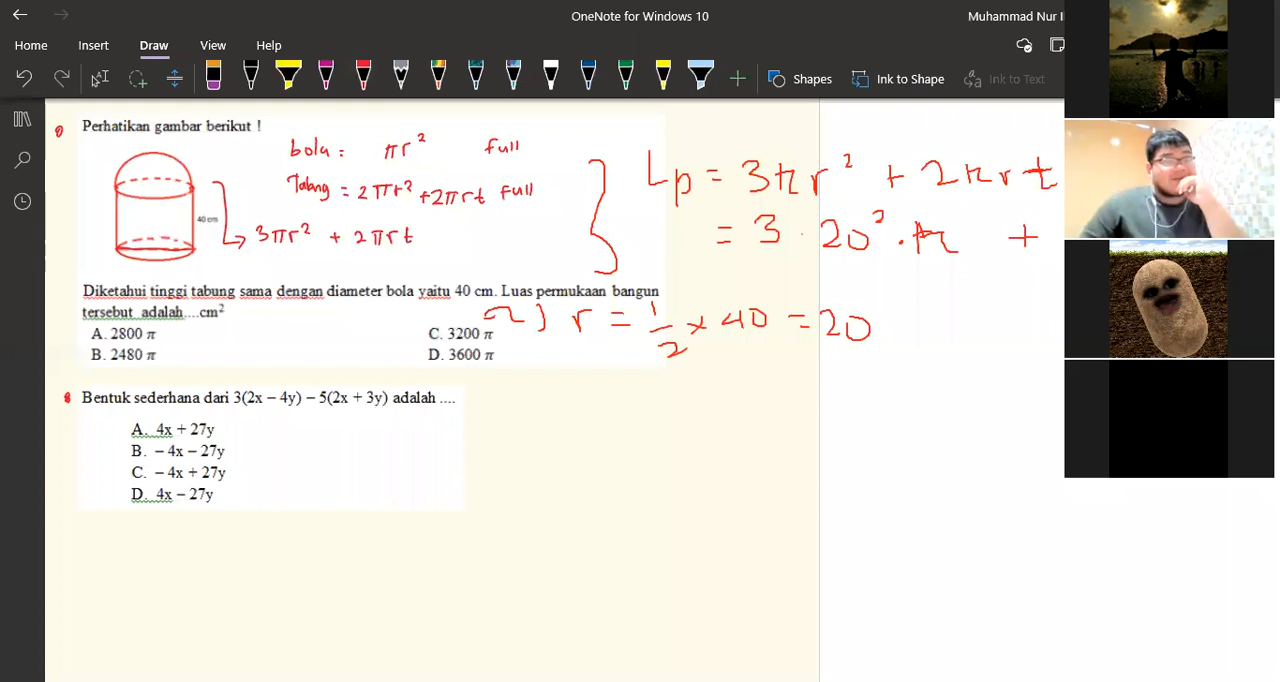 OneNote for Windows 10
Muhammad Nur I
Home Insert Draw View Help
Shapes Ink to Shape Ink to Text
Perhatikan gambar berikut !
bola : πr² full
Tabung = 2πr² + 2πrt full
40 cm
3πr² + 2πrt
Lp = 3πr² + 2πrt
= 3 . 20² . π +
Diketahui tinggi tabung sama dengan diameter bola yaitu 40 cm. Luas permukaan bangun
tersebut adalah....cm²
r = 1/2 × 40 = 20
A. 2800 π C. 3200 π
B. 2480 π D. 3600 π
8 Bentuk sederhana dari 3(2x − 4y) − 5(2x + 3y) adalah ....
A. 4x + 27y
B. − 4x − 27y
C. − 4x + 27y
D. 4x − 27y